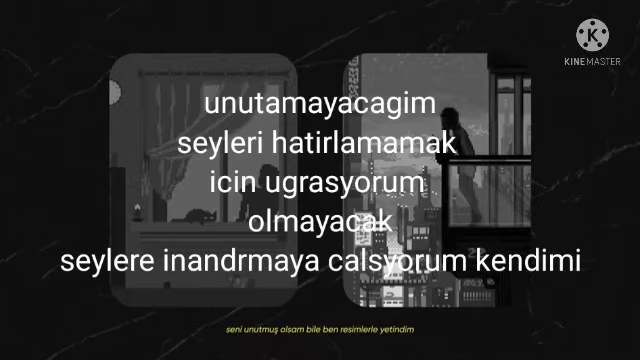 KINEMASTER
unutamayacagim
seyleri hatirlamamak
icin ugrasyorum
olmayacak
seylere inandrmaya calsyorum kendimi
seni unutmuş olsam bile ben resimlerle yetindim